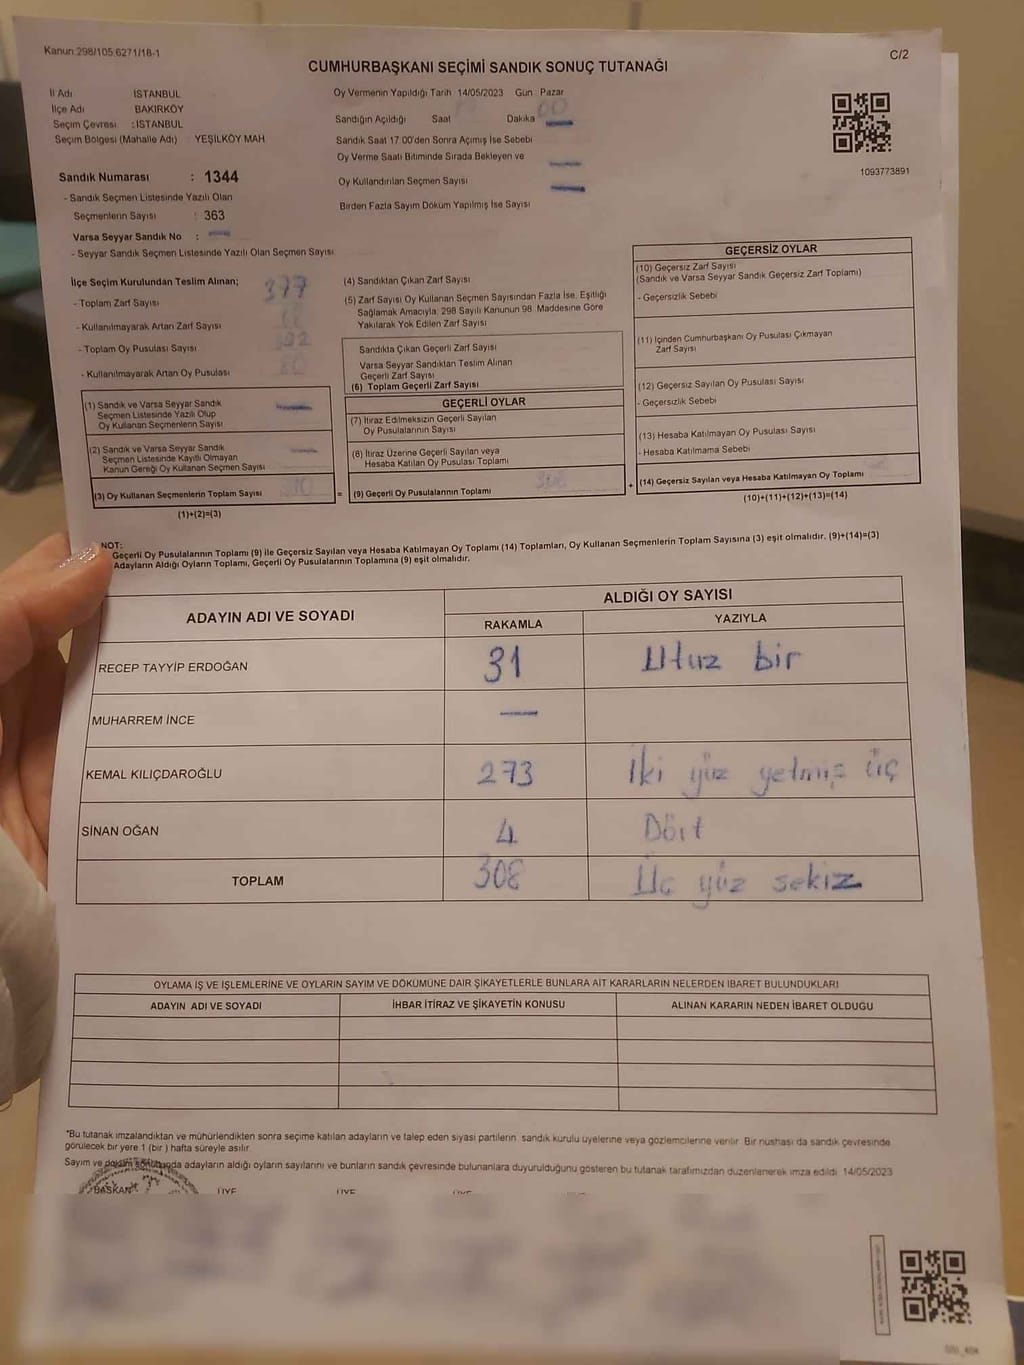 Kanun 298/105.6271/18-1
C/2
CUMHURBAŞKANI SEÇİMİ SANDIK SONUÇ TUTANAĞI
İl Adı İSTANBUL
İlçe Adı BAKIRKÖY
Seçim Çevresi : İSTANBUL
Seçim Bölgesi (Mahalle Adı) YEŞİLKÖY MAH
Sandık Numarası : 1344
- Sandık Seçmen Listesinde Yazılı Olan
Seçmenlerin Sayısı : 363
Varsa Seyyar Sandık No : —
- Seyyar Sandık Seçmen Listesinde Yazılı Olan Seçmen Sayısı
Oy Vermenin Yapıldığı Tarih 14/05/2023 Gün Pazar
Sandığın Açıldığı Saat Dakika 00
Sandık Saat 17.00'den Sonra Açımış İse Sebebi
Oy Verme Saati Bitiminde Sırada Bekleyen ve
Oy Kullandırılan Seçmen Sayısı
Birden Fazla Sayım Döküm Yapılmış İse Sayısı
1093773891
İlçe Seçim Kurulundan Teslim Alınan;
- Toplam Zarf Sayısı 377
- Kullanılmayarak Artan Zarf Sayısı
- Toplam Oy Pusulası Sayısı
- Kullanılmayarak Artan Oy Pusulası
(1) Sandık ve Varsa Seyyar Sandık
Seçmen Listesinde Yazılı Olup
Oy Kullanan Seçmenlerin Sayısı
(2) Sandık ve Varsa Seyyar Sandık
Seçmen Listesinde Kayıtlı Olmayan
Kanun Gereği Oy Kullanan Seçmen Sayısı
(3) Oy Kullanan Seçmenlerin Toplam Sayısı
(1)+(2)=(3)
(4) Sandıktan Çıkan Zarf Sayısı
(5) Zarf Sayısı Oy Kullanan Seçmen Sayısından Fazla İse, Eşitliği
Sağlamak Amacıyla, 298 Sayılı Kanunun 98. Maddesine Göre
Yakılarak Yok Edilen Zarf Sayısı
Sandıkta Çıkan Geçerli Zarf Sayısı
Varsa Seyyar Sandıktan Teslim Alınan
Geçerli Zarf Sayısı
(6) Toplam Geçerli Zarf Sayısı
GEÇERLİ OYLAR
(7) İtiraz Edilmeksizin Geçerli Sayılan
Oy Pusulalarının Sayısı
(8) İtiraz Üzerine Geçerli Sayılan veya
Hesaba Katılan Oy Pusulası Toplamı
= (9) Geçerli Oy Pusulalarının Toplamı 308
GEÇERSİZ OYLAR
(10) Geçersiz Zarf Sayısı
(Sandık ve Varsa Seyyar Sandık Geçersiz Zarf Toplamı)
- Geçersizlik Sebebi
(11) İçinden Cumhurbaşkanı Oy Pusulası Çıkmayan
Zarf Sayısı
(12) Geçersiz Sayılan Oy Pusulası Sayısı
- Geçersizlik Sebebi
(13) Hesaba Katılmayan Oy Pusulası Sayısı
- Hesaba Katılmama Sebebi
+ (14) Geçersiz Sayılan veya Hesaba Katılmayan Oy Toplamı
(10)+(11)+(12)+(13)=(14)
NOT:
Geçerli Oy Pusulalarının Toplamı (9) ile Geçersiz Sayılan veya Hesaba Katılmayan Oy Toplamı (14) Toplamları, Oy Kullanan Seçmenlerin Toplam Sayısına (3) eşit olmalıdır. (9)+(14)=(3)
Adayların Aldığı Oyların Toplamı, Geçerli Oy Pusulalarının Toplamına (9) eşit olmalıdır.
ADAYIN ADI VE SOYADI ALDIĞI OY SAYISI
RAKAMLA YAZIYLA
RECEP TAYYİP ERDOĞAN 31 Otuz bir
MUHARREM İNCE —
KEMAL KILIÇDAROĞLU 273 İki yüz yetmiş üç
SİNAN OĞAN 4 Dört
TOPLAM 308 Üç yüz sekiz
OYLAMA İŞ VE İŞLEMLERİNE VE OYLARIN SAYIM VE DÖKÜMÜNE DAİR ŞİKAYETLERLE BUNLARA AİT KARARLARIN NELERDEN İBARET BULUNDUKLARI
ADAYIN ADI VE SOYADI İHBAR İTİRAZ VE ŞİKAYETİN KONUSU ALINAN KARARIN NEDEN İBARET OLDUĞU
*Bu tutanak imzalandıktan ve mühürlendikten sonra seçime katılan adayların ve talep eden siyasi partilerin sandık kurulu üyelerine veya gözlemcilerine verilir. Bir nüshası da sandık çevresinde
görülecek bir yere 1 (bir) hafta süreyle asılır.
Sayım ve döküm sonucunda adayların aldığı oyların sayılarını ve bunların sandık çevresinde bulunanlara duyurulduğunu gösteren bu tutanak tarafımızdan düzenlenerek imza edildi. 14/05/2023
BAŞKAN ÜYE ÜYE ÜYE